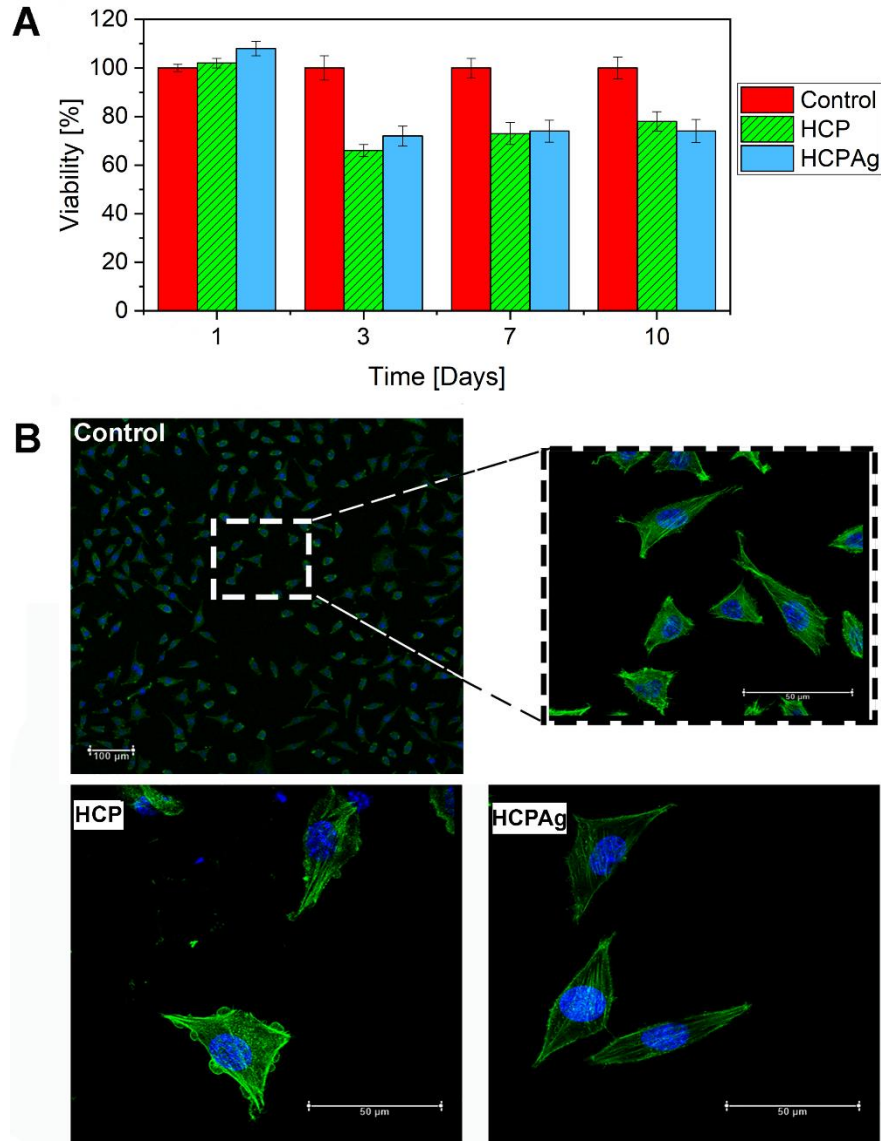 A
120
100
80
60
40
20
0
Viability [%]
1 3 7 10
Time [Days]
Control
HCP
HCPAg
B
Control
100 µm
50 µm
HCP
50 µm
HCPAg
50 µm